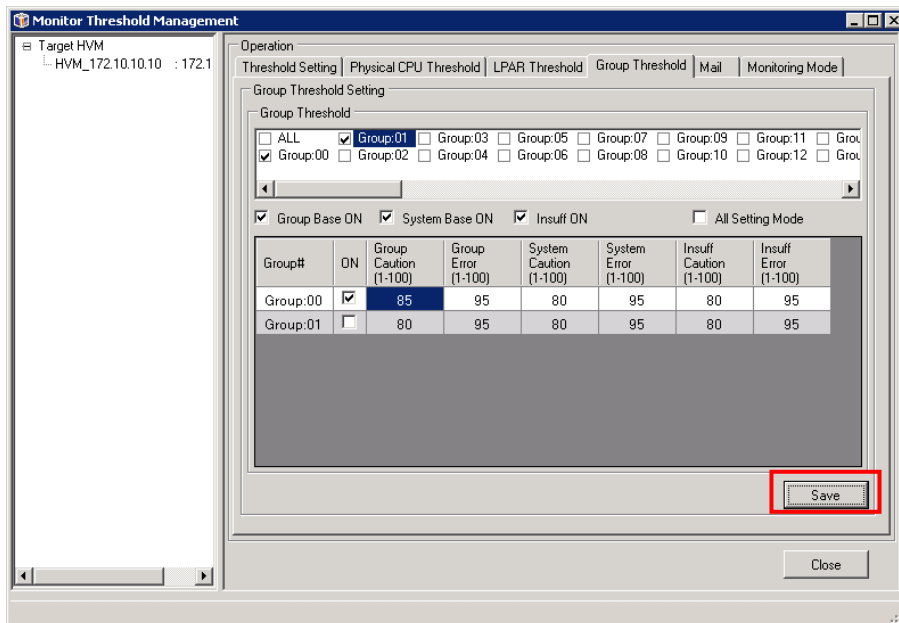 Monitor Threshold Management
Target HVM
HVM_172.10.10.10 : 172.1
Operation
Threshold Setting Physical CPU Threshold LPAR Threshold Group Threshold Mail Monitoring Mode
Group Threshold Setting
Group Threshold
ALL Group:01 Group:03 Group:05 Group:07 Group:09 Group:11 Grou
Group:00 Group:02 Group:04 Group:06 Group:08 Group:10 Group:12 Grou
Group Base ON System Base ON Insuff ON All Setting Mode
Group# ON Group Caution (1-100) Group Error (1-100) System Caution (1-100) System Error (1-100) Insuff Caution (1-100) Insuff Error (1-100)
Group:00 85 95 80 95 80 95
Group:01 80 95 80 95 80 95
Save
Close